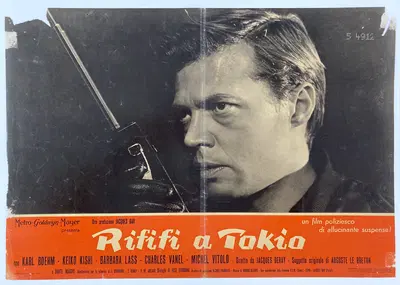 5 4912
Metro-Goldwyn-Mayer
presenta
Una produzione JACQUES BAR
un film poliziesco
di allucinante suspense!
Rififi a Tokio
con KARL BOEHM · KEIKO KISHI · BARBARA LASS · CHARLES VANEL · MICHEL VITOLD · Diretto da JACQUES DERAY · Soggetto originale di AUGUSTE LE BRETON